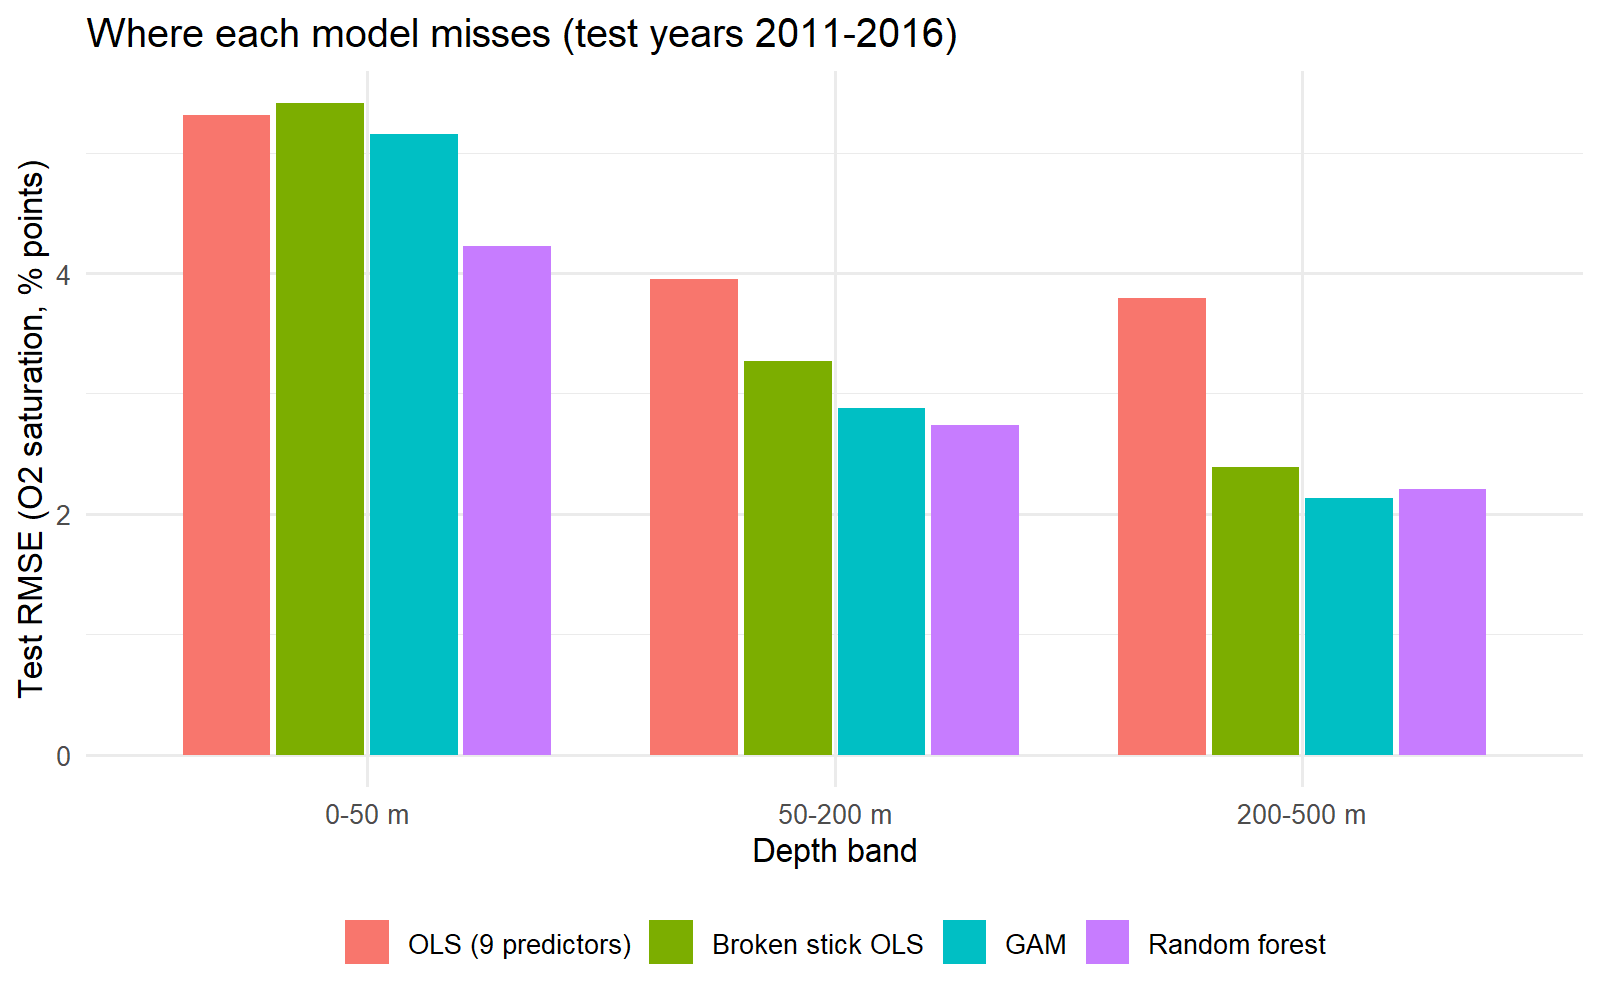 Where each model misses (test years 2011-2016)
Test RMSE (O2 saturation, % points)
4
2
0
0-50 m
50-200 m
200-500 m
Depth band
OLS (9 predictors)
Broken stick OLS
GAM
Random forest